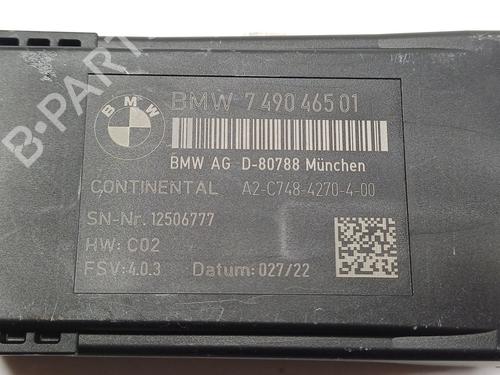 BMW
BMW 7 490 465 01
BMW AG D-80788 München
CONTINENTAL A2-C748-4270-4-00
SN-Nr. 12506777
HW: C02
FSV: 4.0.3 Datum: 027/22
B-PARTS